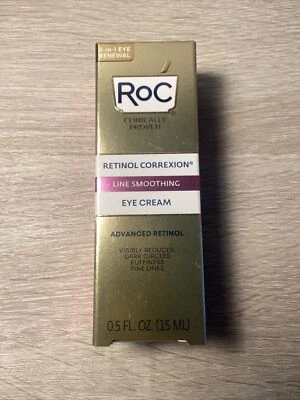 3-IN-1 EYE
RENEWAL
RoC
CLINICALLY
PROVEN
RETINOL CORREXION®
LINE SMOOTHING
EYE CREAM
ADVANCED RETINOL
VISIBLY REDUCES:
DARK CIRCLES
PUFFINESS
FINE LINES
0.5 FL. OZ. (15 ML)